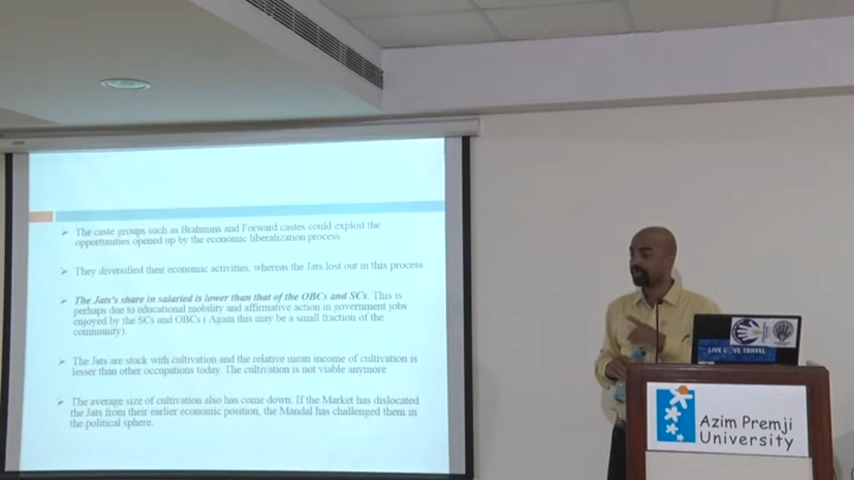 The caste groups such as Brahmins and Forward castes could exploit the
opportunities opened up by the economic liberalization process.
They diversified their economic activities, whereas the Jats lost out in this process.
The Jats's share in salaried is lower than that of the OBCs and SCs. This is
perhaps due to educational mobility and affirmative action in government jobs
enjoyed by the SCs and OBCs ( Again this may be a small fraction of the
community).
The Jats are stuck with cultivation and the relative mean income of cultivation is
lesser than other occupations today. The cultivation is not viable anymore
The average size of cultivation also has come down. If the Market has dislocated
the Jats from their earlier economic position, the Mandal has challenged them in
the political sphere.
LIVE LOVE TRAVEL
Azim Premji
University